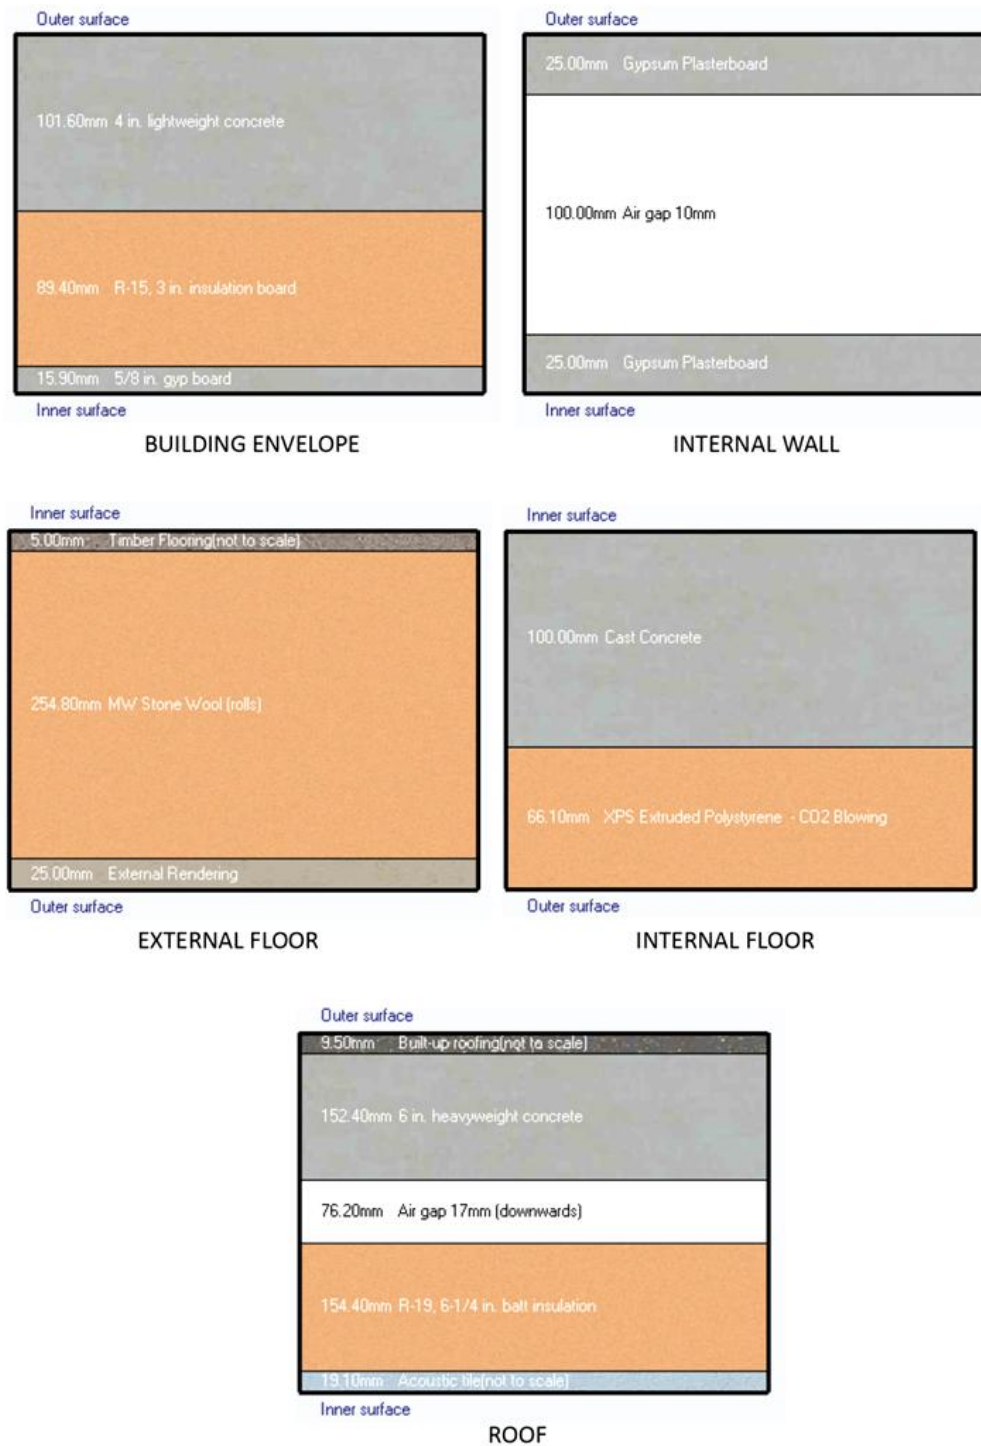 Outer surface
101.60mm 4 in. lightweight concrete
89.40mm R-15, 3 in. insulation board
15.90mm 5/8 in. gyp board
Inner surface
BUILDING ENVELOPE
Outer surface
25.00mm Gypsum Plasterboard
100.00mm Air gap 10mm
25.00mm Gypsum Plasterboard
Inner surface
INTERNAL WALL
Inner surface
5.00mm Timber Flooring(not to scale)
254.80mm MW Stone Wool (rolls)
25.00mm External Rendering
Outer surface
EXTERNAL FLOOR
Inner surface
100.00mm Cast Concrete
66.10mm XPS Extruded Polystyrene - CO2 Blowing
Outer surface
INTERNAL FLOOR
Outer surface
9.50mm Built-up roofing(not to scale)
152.40mm 6 in. heavyweight concrete
76.20mm Air gap 17mm (downwards)
154.40mm R-19, 6-1/4 in. batt insulation
19.10mm Acoustic tile(not to scale)
Inner surface
ROOF